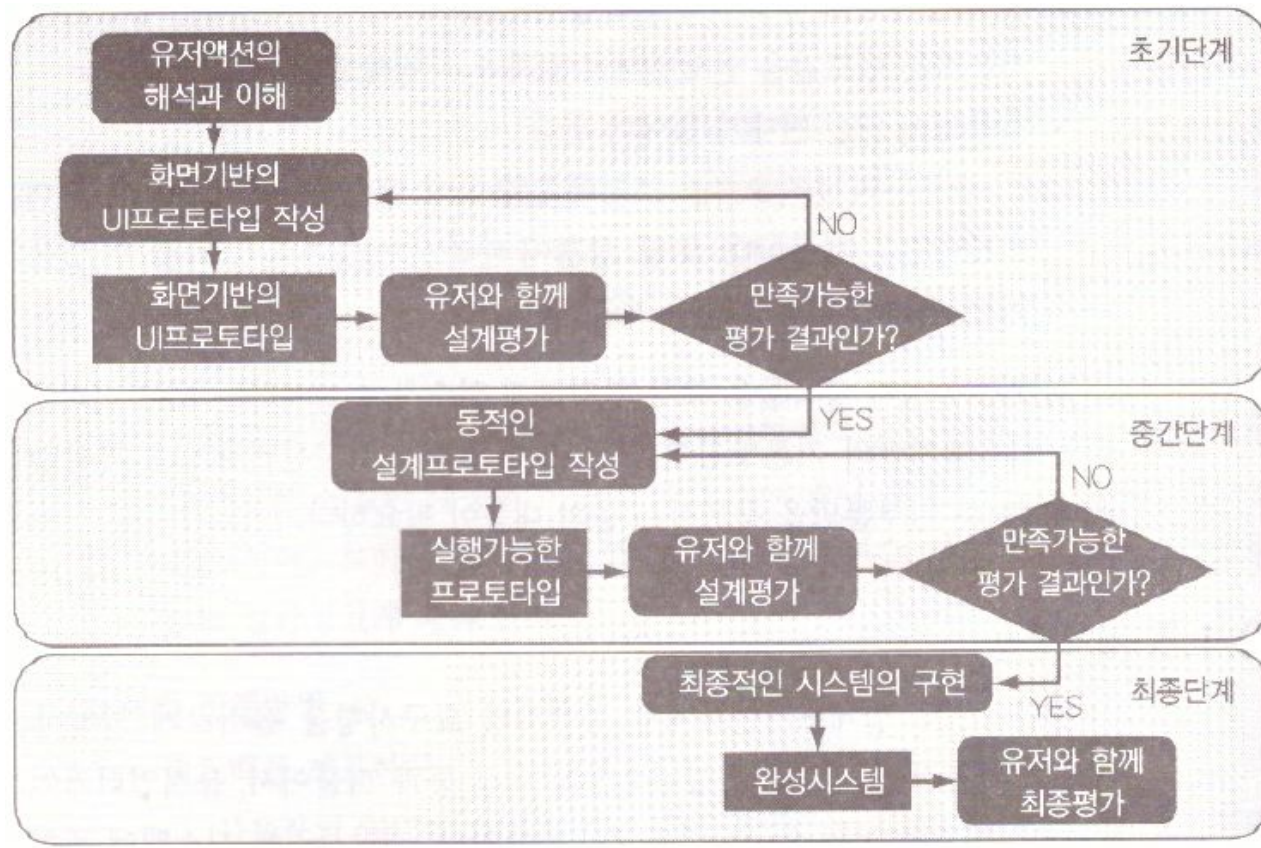 초기단계
유저액션의
해석과 이해
화면기반의
UI프로토타입 작성
NO
화면기반의
UI프로토타입
유저와 함께
설계평가
만족가능한
평가 결과인가?
YES
중간단계
동적인
설계프로토타입 작성
NO
실행가능한
프로토타입
유저와 함께
설계평가
만족가능한
평가 결과인가?
YES
최종단계
최종적인 시스템의 구현
완성시스템
유저와 함께
최종평가